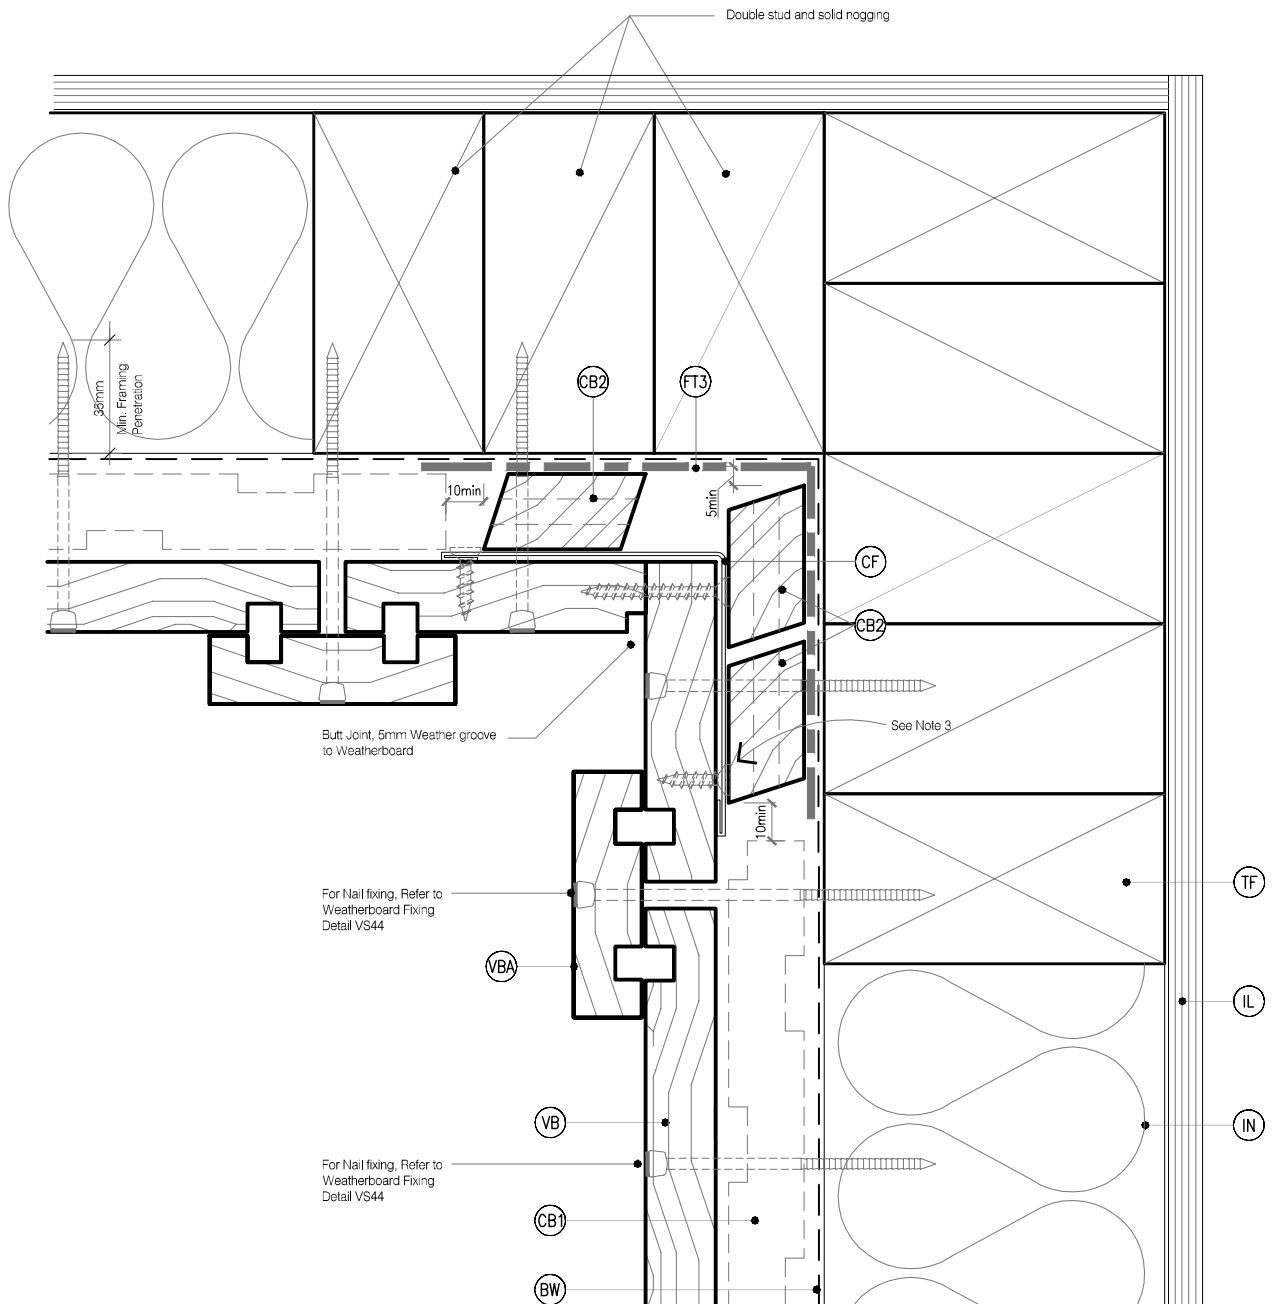 Double stud and solid nogging
35mm
Min. Framing
Penetration
CB2
FT3
10min
5min
CF
CB2
See Note 3
Butt Joint, 5mm Weather groove
to Weatherboard
10min
For Nail fixing, Refer to
Weatherboard Fixing
Detail VS44
TF
VBA
IL
VB
IN
For Nail fixing, Refer to
Weatherboard Fixing
Detail VS44
CB1
BW